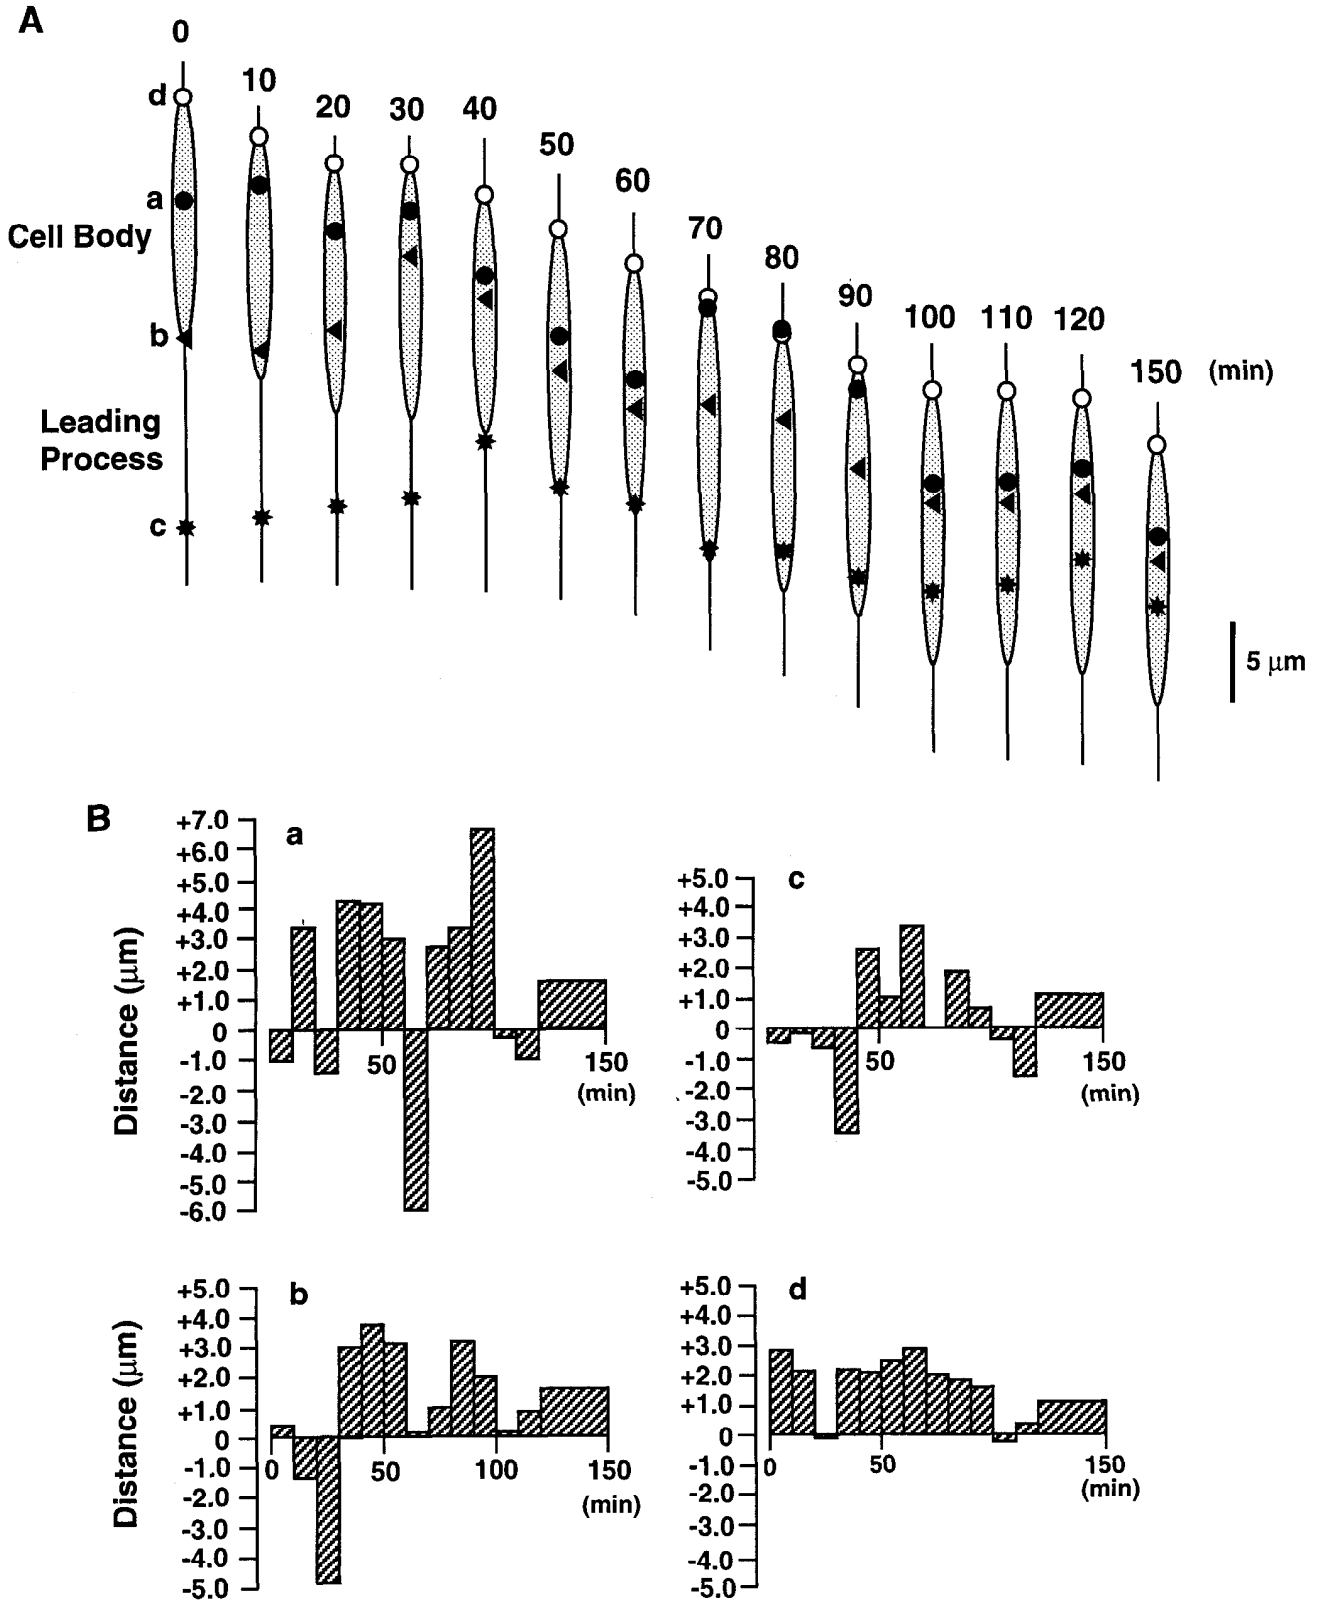 A
0
10
20
30
40
50
60
70
80
90
100 110 120
150 (min)
d
a
Cell Body
b
Leading
Process
c
5 μm
B
a
+7.0
+6.0
+5.0
+4.0
+3.0
+2.0
+1.0
0
-1.0
-2.0
-3.0
-4.0
-5.0
-6.0
Distance (μm)
50
150
(min)
c
+5.0
+4.0
+3.0
+2.0
+1.0
0
-1.0
-2.0
-3.0
-4.0
-5.0
50
150
(min)
b
+5.0
+4.0
+3.0
+2.0
+1.0
0
-1.0
-2.0
-3.0
-4.0
-5.0
Distance (μm)
0 50 100 150
(min)
d
+5.0
+4.0
+3.0
+2.0
+1.0
0
-1.0
-2.0
-3.0
-4.0
-5.0
0 50 150
(min)